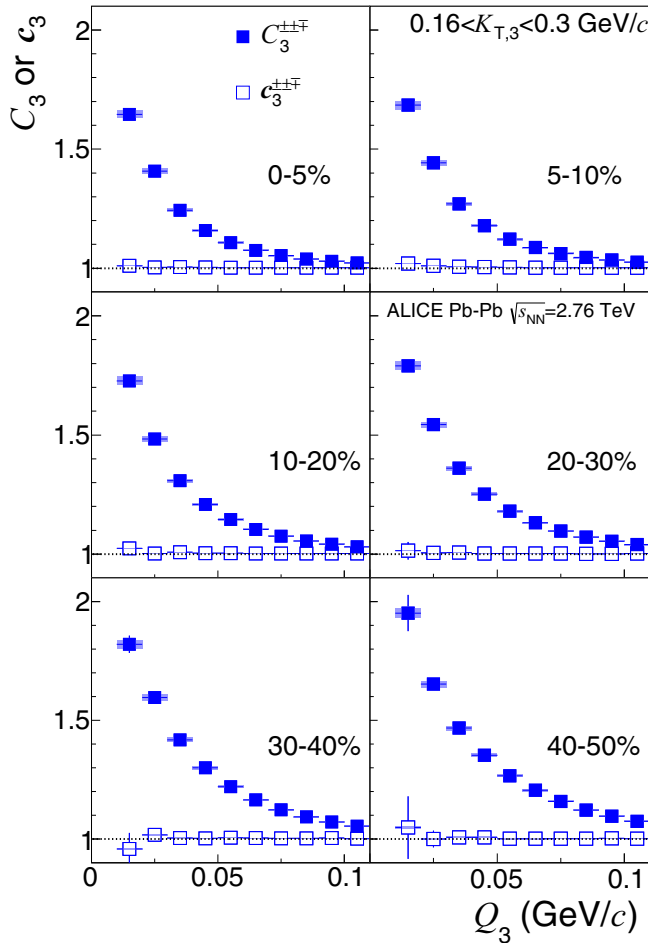 C₃ or c₃
2
1.5
1
C₃^±±∓
c₃^±±∓
0-5%
0.16<K_T,3<0.3 GeV/c
5-10%
2
1.5
1
10-20%
ALICE Pb-Pb √s_NN=2.76 TeV
20-30%
2
1.5
1
30-40%
40-50%
0 0.05 0.1 0.05 0.1
Q₃ (GeV/c)